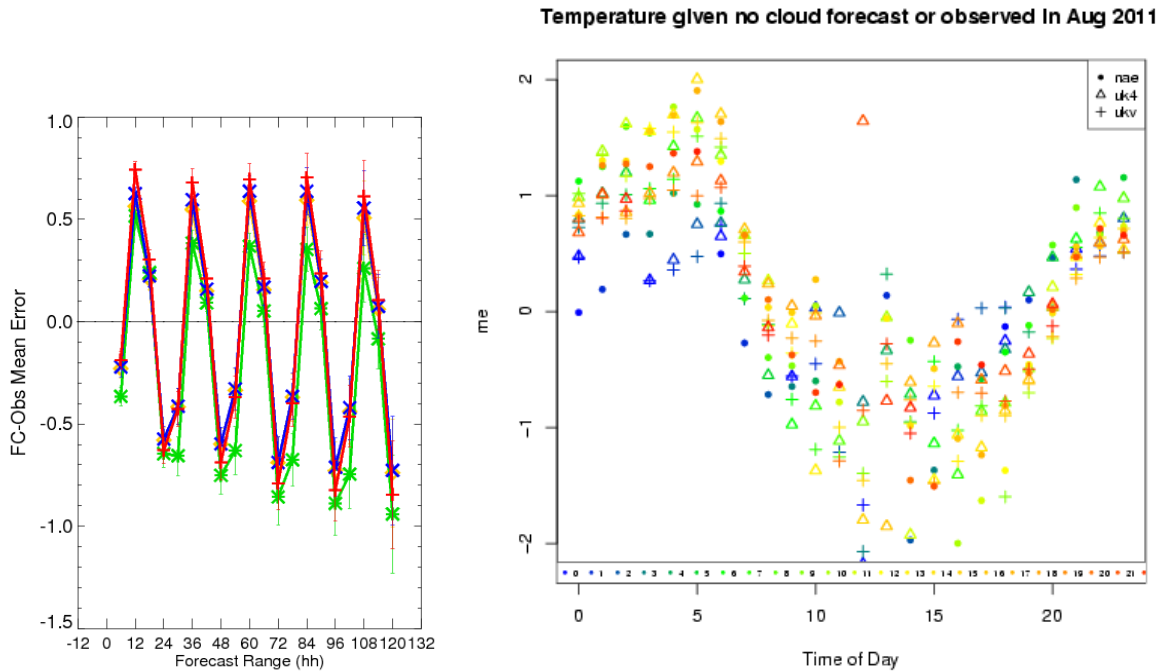 Temperature given no cloud forecast or observed in Aug 2011
FC-Obs Mean Error
1.0
0.5
0.0
-0.5
-1.0
-1.5
-12 0 12 24 36 48 60 72 84 96 108 120 132
Forecast Range (hh)
me
2
1
0
-1
-2
nae
uk4
ukv
0 1 2 3 4 5 6 7 8 9 10 11 12 13 14 15 16 17 18 19 20 21
0 5 10 15 20
Time of Day